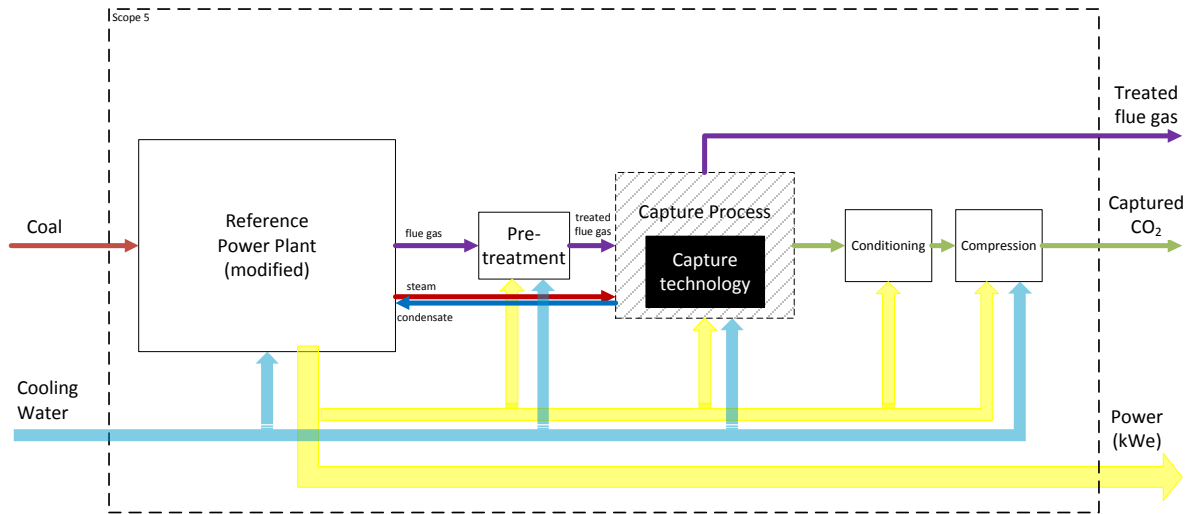 Scope 5
Treated
flue gas
Coal
Reference
Power Plant
(modified)
flue gas
Pre-
treatment
treated
flue gas
Capture Process
Capture
technology
Conditioning
Compression
Captured
CO₂
steam
condensate
Cooling
Water
Power
(kWe)